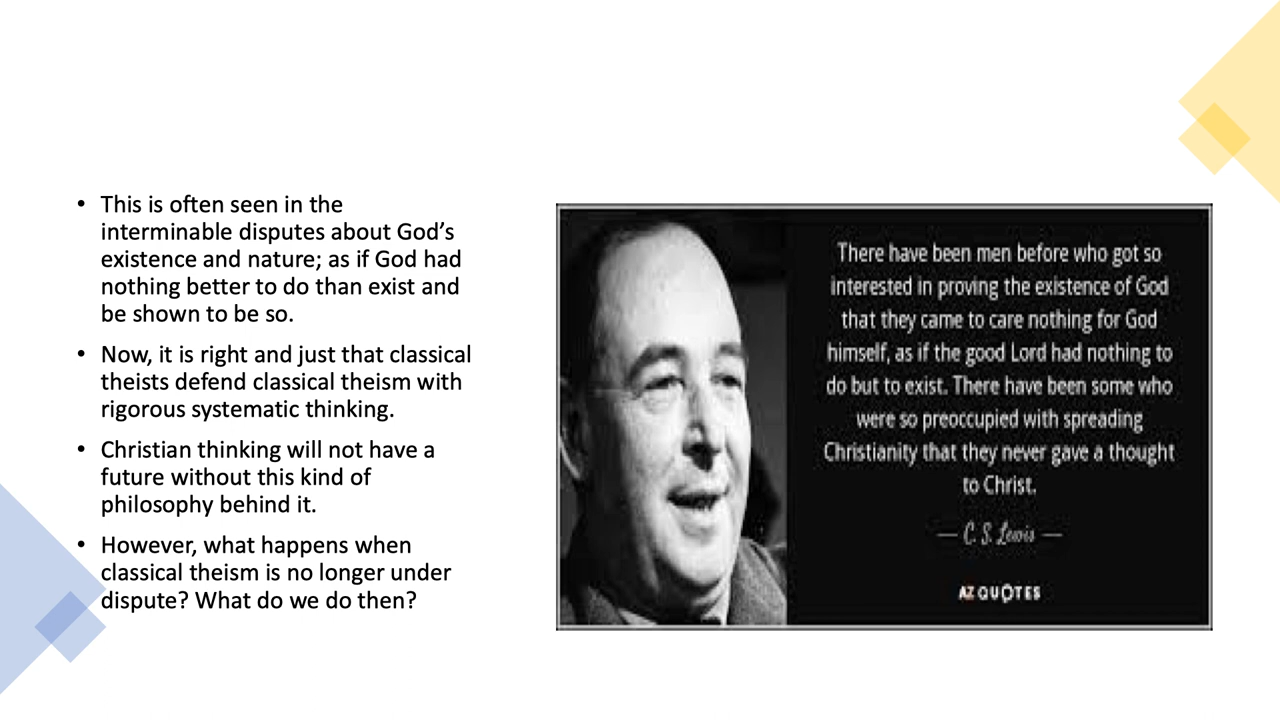 • This is often seen in the
interminable disputes about God’s
existence and nature; as if God had
nothing better to do than exist and
be shown to be so.
• Now, it is right and just that classical
theists defend classical theism with
rigorous systematic thinking.
• Christian thinking will not have a
future without this kind of
philosophy behind it.
• However, what happens when
classical theism is no longer under
dispute? What do we do then?
There have been men before who got so
interested in proving the existence of God
that they came to care nothing for God
himself, as if the good Lord had nothing to
do but to exist. There have been some who
were so preoccupied with spreading
Christianity that they never gave a thought
to Christ.
— C. S. Lewis —
AZ QUOTES